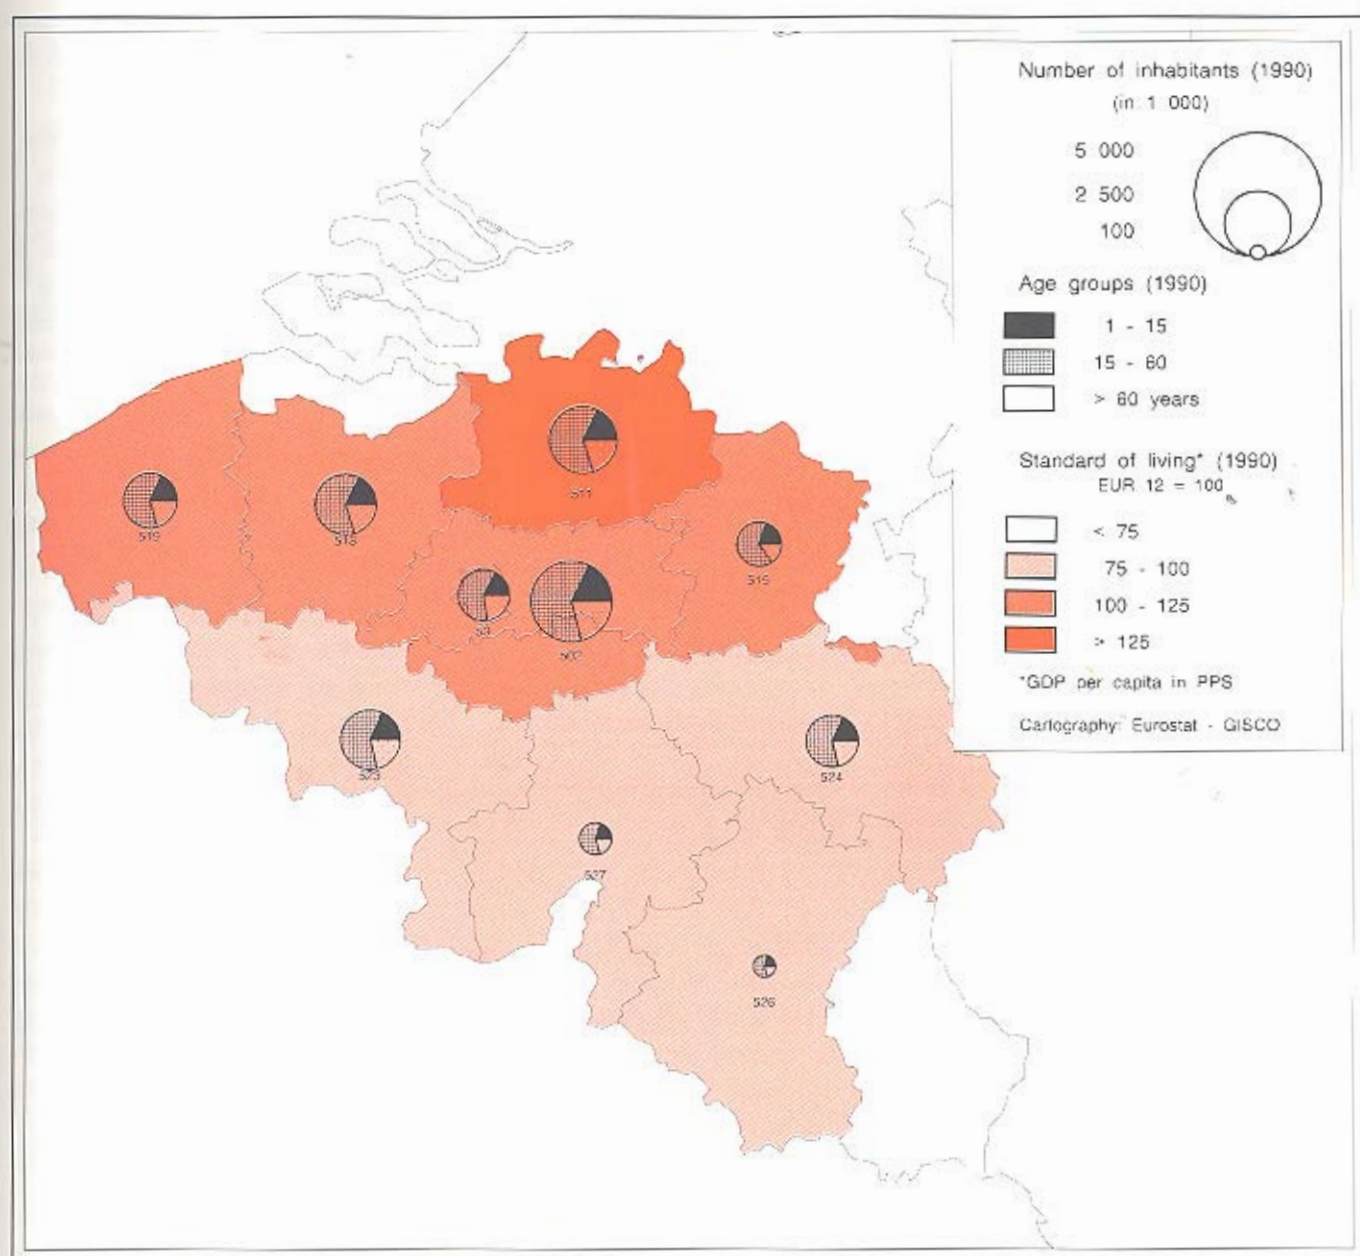 Number of inhabitants (1990)
(in 1 000)
5 000
2 500
100
Age groups (1990)
1 - 15
15 - 60
> 60 years
Standard of living* (1990)
EUR 12 = 100
< 75
75 - 100
100 - 125
> 125
*GDP per capita in PPS
Cartography: Eurostat - GISCO
511
519
518
515
53
502
523
524
527
526